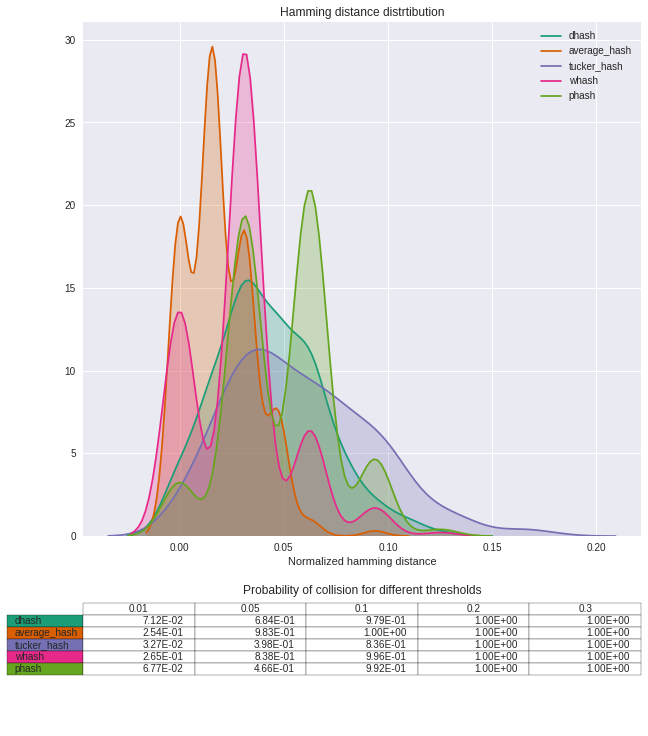 Hamming distance distrtibution
dhash
average_hash
tucker_hash
whash
phash
30
25
20
15
10
5
0
0.00 0.05 0.10 0.15 0.20
Normalized hamming distance
Probability of collision for different thresholds
0.01 0.05 0.1 0.2 0.3
dhash 7.12E-02 6.84E-01 9.79E-01 1.00E+00 1.00E+00
average_hash 2.54E-01 9.83E-01 1.00E+00 1.00E+00 1.00E+00
tucker_hash 3.27E-02 3.98E-01 8.36E-01 1.00E+00 1.00E+00
whash 2.65E-01 8.38E-01 9.96E-01 1.00E+00 1.00E+00
phash 6.77E-02 4.66E-01 9.92E-01 1.00E+00 1.00E+00